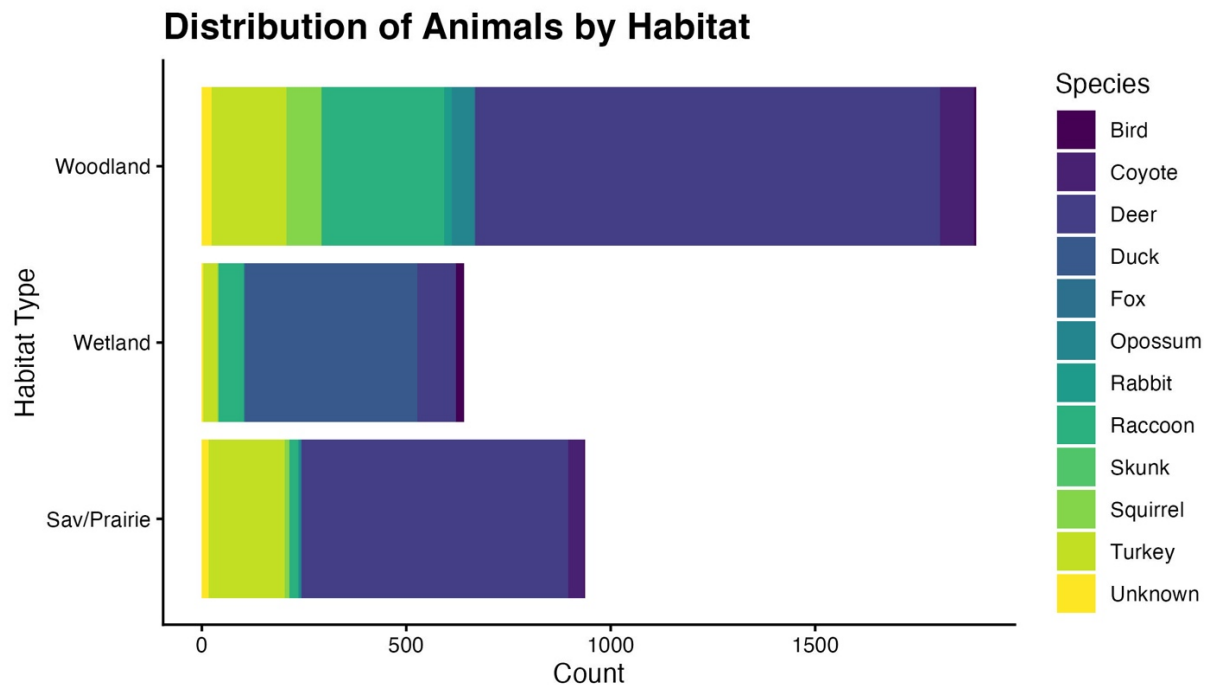 Distribution of Animals by Habitat
Habitat Type
Woodland
Wetland
Sav/Prairie
0
500
1000
1500
Count
Species
Bird
Coyote
Deer
Duck
Fox
Opossum
Rabbit
Raccoon
Skunk
Squirrel
Turkey
Unknown